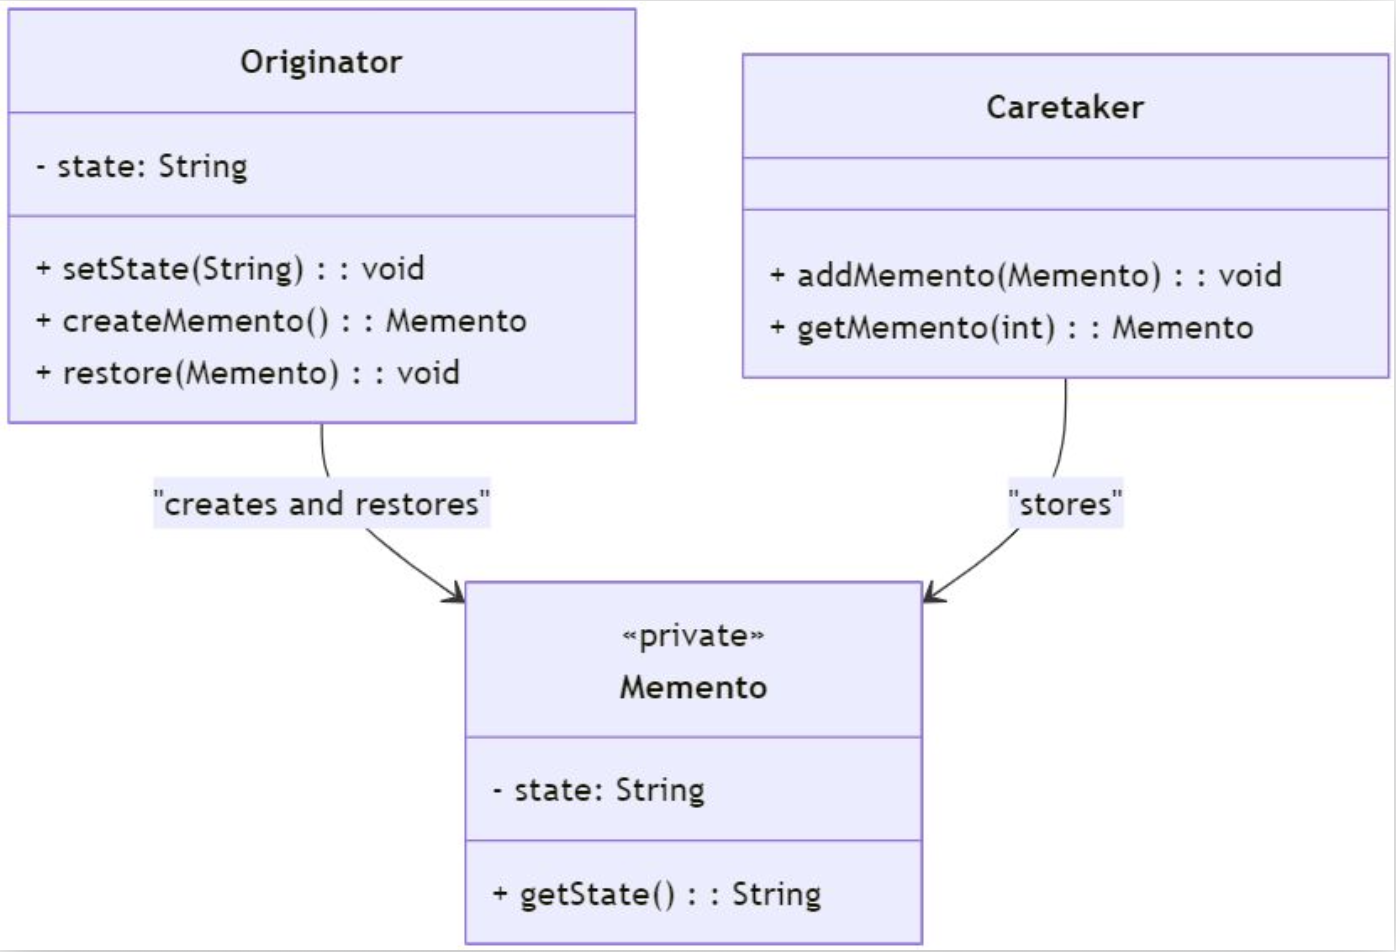 Originator
- state: String
+ setState(String) : : void
+ createMemento() : : Memento
+ restore(Memento) : : void
Caretaker
+ addMemento(Memento) : : void
+ getMemento(int) : : Memento
"creates and restores"
"stores"
«private»
Memento
- state: String
+ getState() : : String